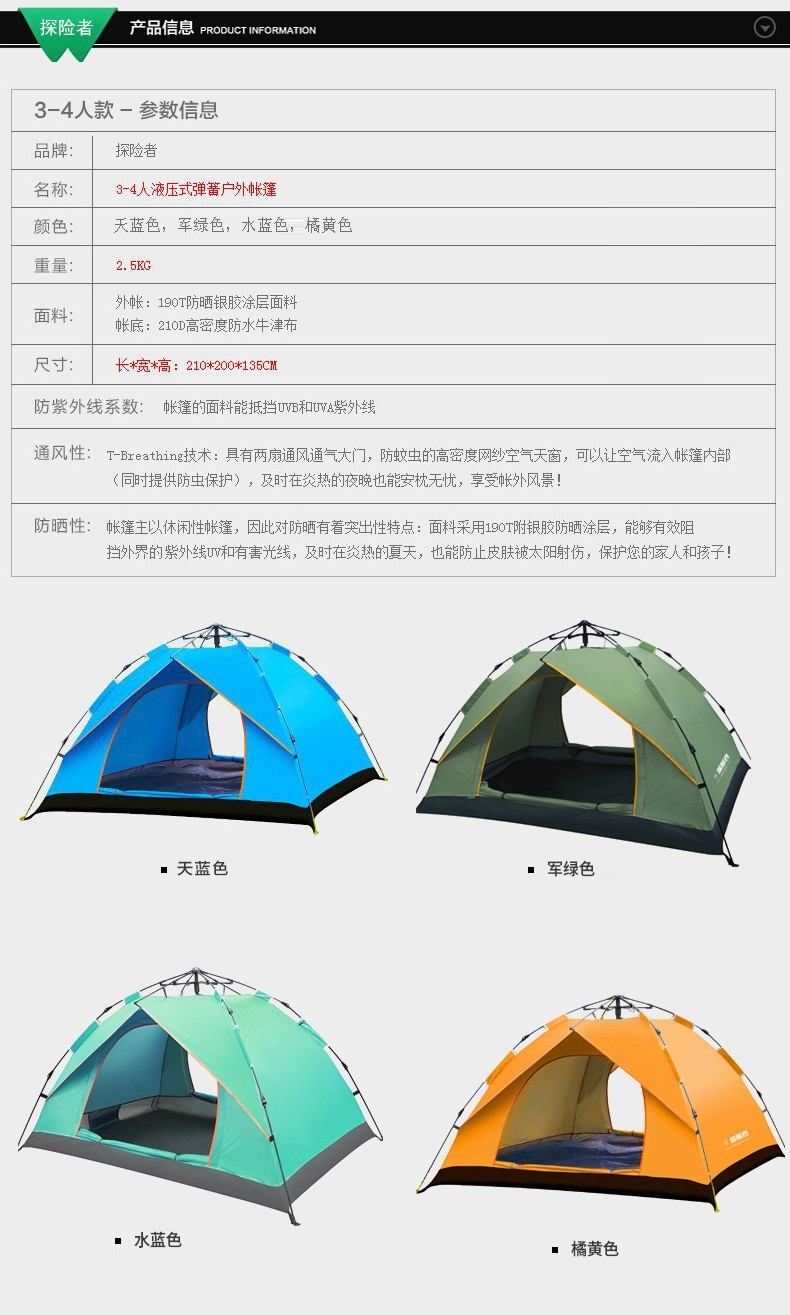 探险者
产品信息 PRODUCT INFORMATION
3-4人款 - 参数信息
品牌: 探险者
名称: 3-4人液压式弹簧户外帐篷
颜色: 天蓝色，军绿色，水蓝色，橘黄色
重量: 2.5KG
面料: 外帐：190T防晒银胶涂层面料
帐底：210D高密度防水牛津布
尺寸: 长*宽*高：210*200*135CM
防紫外线系数: 帐篷的面料能抵挡UVB和UVA紫外线
通风性: T-Breathing技术：具有两扇通风通气大门，防蚊虫的高密度网纱空气天窗，可以让空气流入帐篷内部
（同时提供防虫保护），及时在炎热的夜晚也能安枕无忧，享受帐外风景！
防晒性: 帐篷主以休闲性帐篷，因此对防晒有着突出性特点：面料采用190T附银胶防晒涂层，能够有效阻
挡外界的紫外线UV和有害光线，及时在炎热的夏天，也能防止皮肤被太阳射伤，保护您的家人和孩子！
天蓝色
军绿色
水蓝色
橘黄色